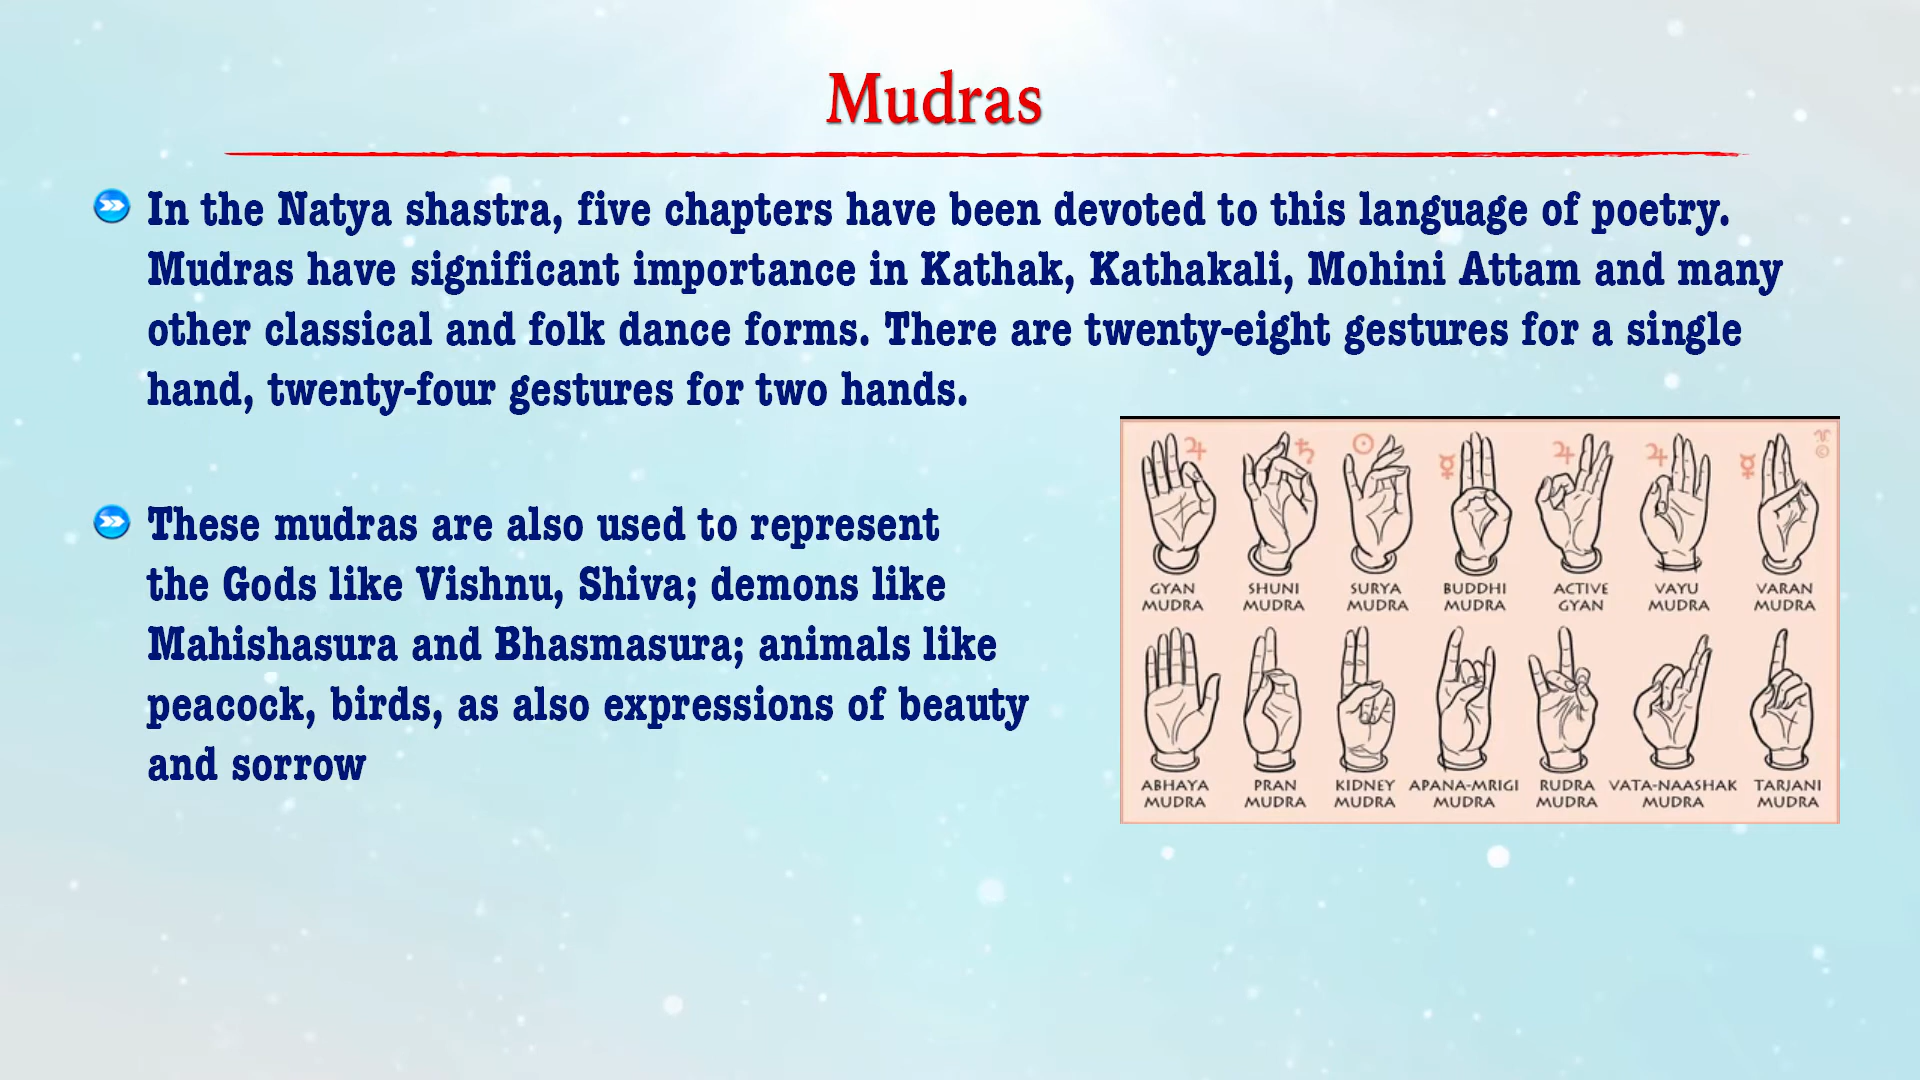 Mudras
In the Natya shastra, five chapters have been devoted to this language of poetry.
Mudras have significant importance in Kathak, Kathakali, Mohini Attam and many
other classical and folk dance forms. There are twenty-eight gestures for a single
hand, twenty-four gestures for two hands.
These mudras are also used to represent
the Gods like Vishnu, Shiva; demons like
Mahishasura and Bhasmasura; animals like
peacock, birds, as also expressions of beauty
and sorrow
GYAN MUDRA
SHUNI MUDRA
SURYA MUDRA
BUDDHI MUDRA
ACTIVE GYAN
VAYU MUDRA
VARAN MUDRA
ABHAYA MUDRA
PRAN MUDRA
KIDNEY MUDRA
APANA-MRIGI MUDRA
RUDRA MUDRA
VATA-NAASHAK MUDRA
TARJANI MUDRA